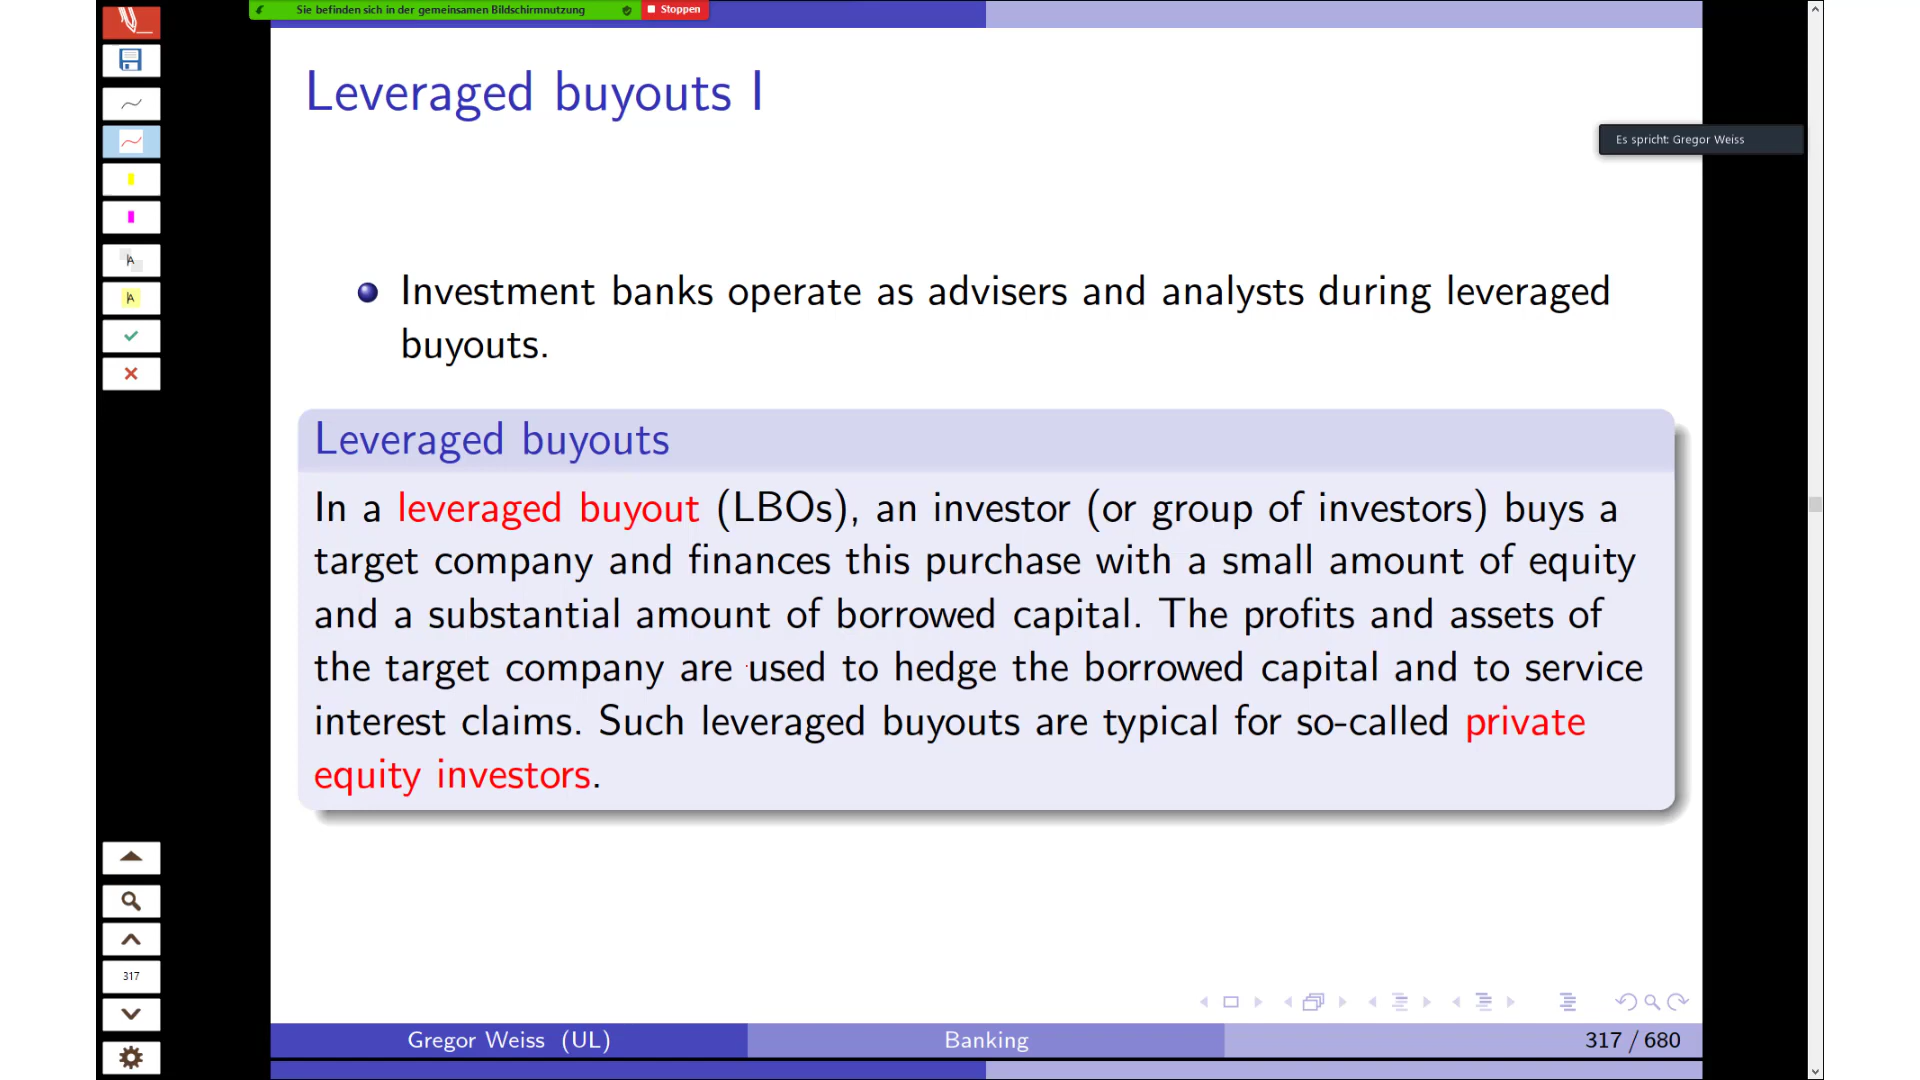 Sie befinden sich in der gemeinsamen Bildschirmnutzung
Stoppen
Leveraged buyouts I
Es spricht: Gregor Weiss
Investment banks operate as advisers and analysts during leveraged
buyouts.
Leveraged buyouts
In a leveraged buyout (LBOs), an investor (or group of investors) buys a
target company and finances this purchase with a small amount of equity
and a substantial amount of borrowed capital. The profits and assets of
the target company are used to hedge the borrowed capital and to service
interest claims. Such leveraged buyouts are typical for so-called private
equity investors.
A
A
317
Gregor Weiss (UL)
Banking
317 / 680